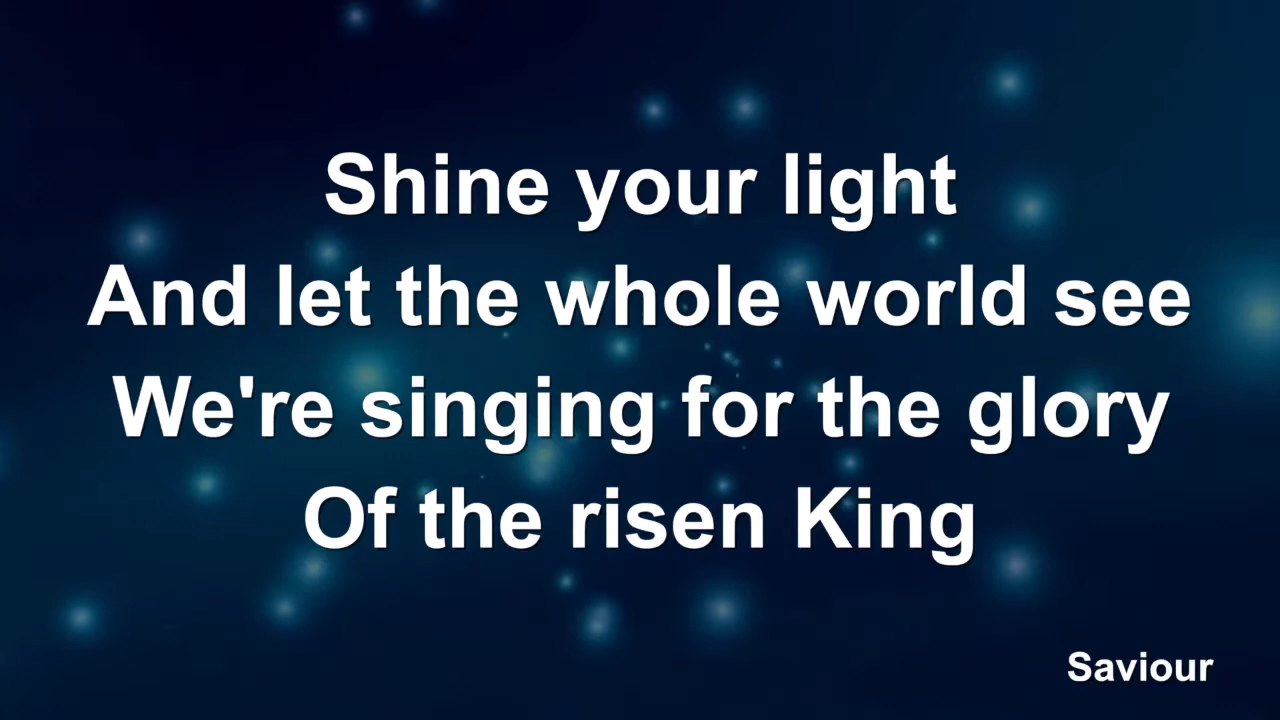 Shine your light
And let the whole world see
We're singing for the glory
Of the risen King
Saviour